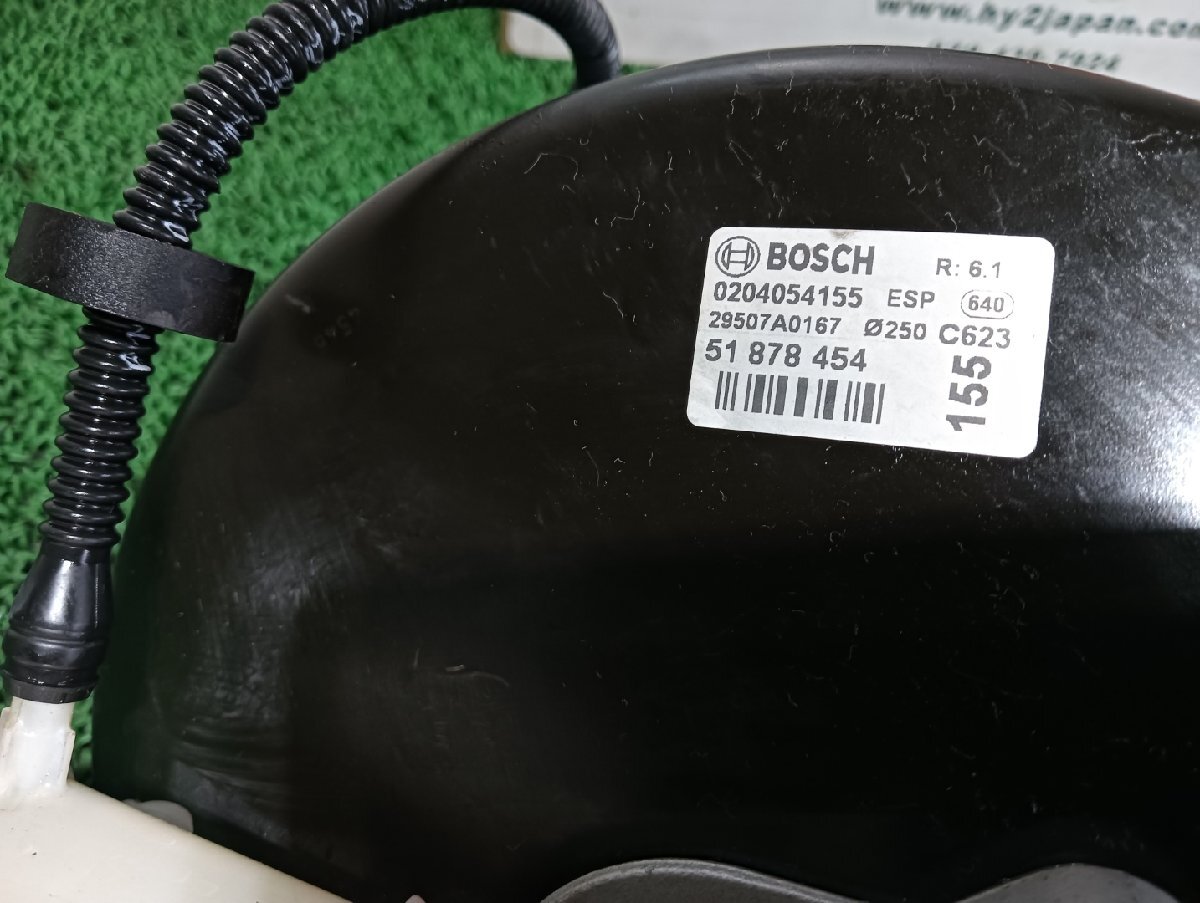 www.hy2japan.com
BOSCH R: 6.1
0204054155 ESP 640
29507A0167 Ø250 C623
51 878 454
155